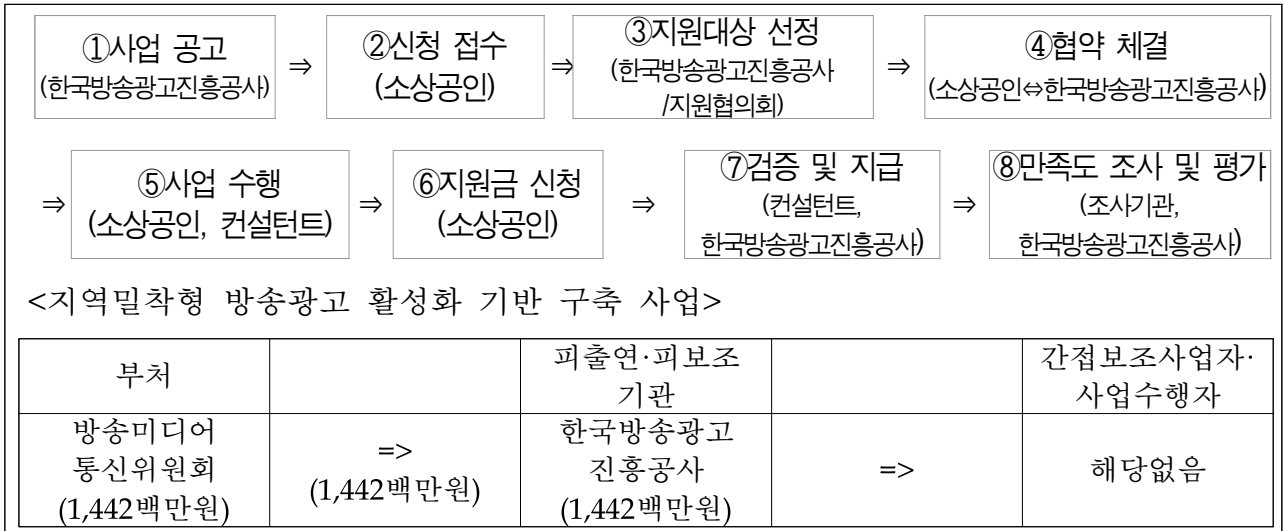 ①사업 공고
(한국방송광고진흥공사)
⇒
②신청 접수
(소상공인)
⇒
③지원대상 선정
(한국방송광고진흥공사
/지원협의회)
⇒
④협약 체결
(소상공인⇔한국방송광고진흥공사)
⇒
⑤사업 수행
(소상공인, 컨설턴트)
⇒
⑥지원금 신청
(소상공인)
⇒
⑦검증 및 지급
(컨설턴트,
한국방송광고진흥공사)
⇒
⑧만족도 조사 및 평가
(조사기관,
한국방송광고진흥공사)
<지역밀착형 방송광고 활성화 기반 구축 사업>
부처
피출연·피보조
기관
간접보조사업자·
사업수행자
방송미디어
통신위원회
(1,442백만원)
=>
(1,442백만원)
한국방송광고
진흥공사
(1,442백만원)
=>
해당없음